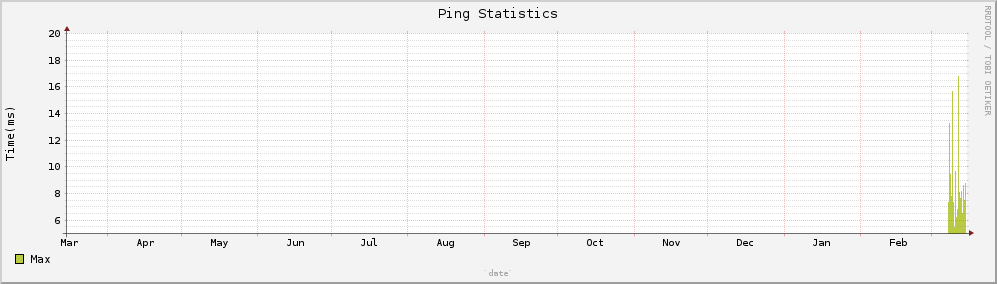 Ping Statistics
RRDTOOL / TOBI OETIKER
Time(ms)
20
18
16
14
12
10
8
6
Mar Apr May Jun Jul Aug Sep Oct Nov Dec Jan Feb
Max
`date`